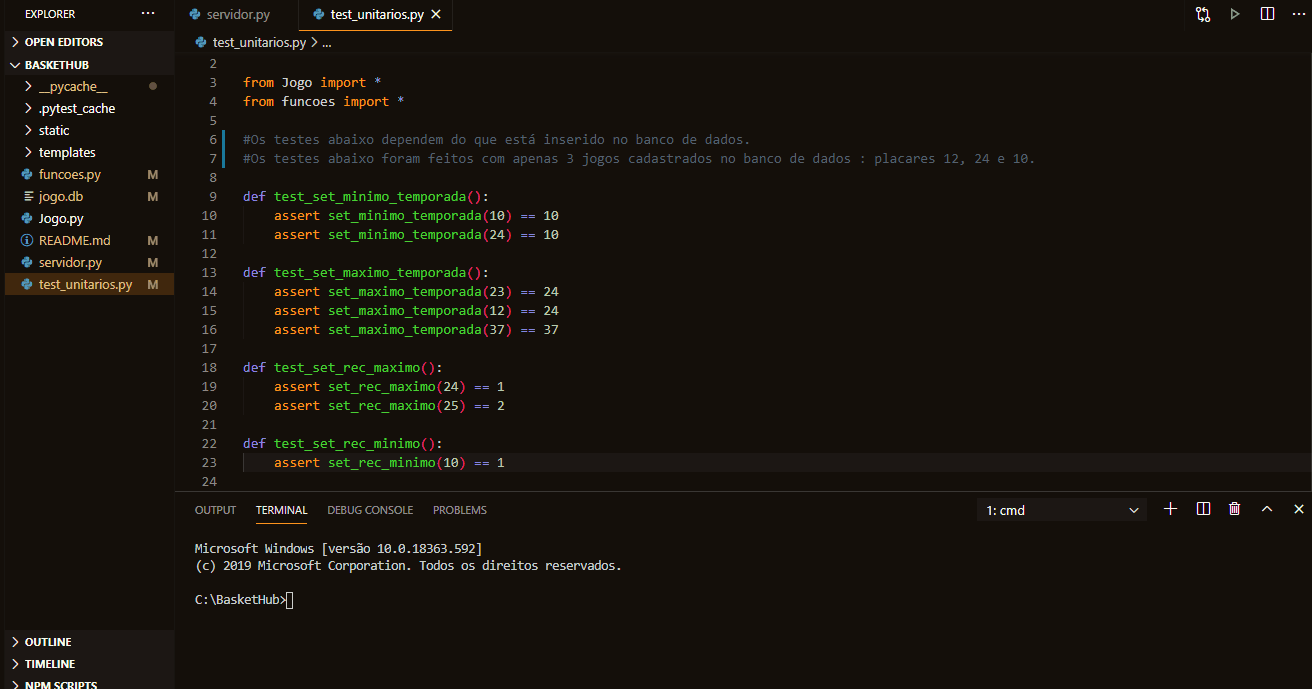 EXPLORER ...
OPEN EDITORS
BASKETHUB
__pycache__
.pytest_cache
static
templates
funcoes.py M
jogo.db M
Jogo.py
README.md M
servidor.py M
test_unitarios.py M
OUTLINE
TIMELINE
NPM SCRIPTS
servidor.py
test_unitarios.py
test_unitarios.py > ...
2
3 from Jogo import *
4 from funcoes import *
5
6 #Os testes abaixo dependem do que está inserido no banco de dados.
7 #Os testes abaixo foram feitos com apenas 3 jogos cadastrados no banco de dados : placares 12, 24 e 10.
8
9 def test_set_minimo_temporada():
10 assert set_minimo_temporada(10) == 10
11 assert set_minimo_temporada(24) == 10
12
13 def test_set_maximo_temporada():
14 assert set_maximo_temporada(23) == 24
15 assert set_maximo_temporada(12) == 24
16 assert set_maximo_temporada(37) == 37
17
18 def test_set_rec_maximo():
19 assert set_rec_maximo(24) == 1
20 assert set_rec_maximo(25) == 2
21
22 def test_set_rec_minimo():
23 assert set_rec_minimo(10) == 1
24
OUTPUT TERMINAL DEBUG CONSOLE PROBLEMS 1: cmd
Microsoft Windows [versão 10.0.18363.592]
(c) 2019 Microsoft Corporation. Todos os direitos reservados.
C:\BasketHub>